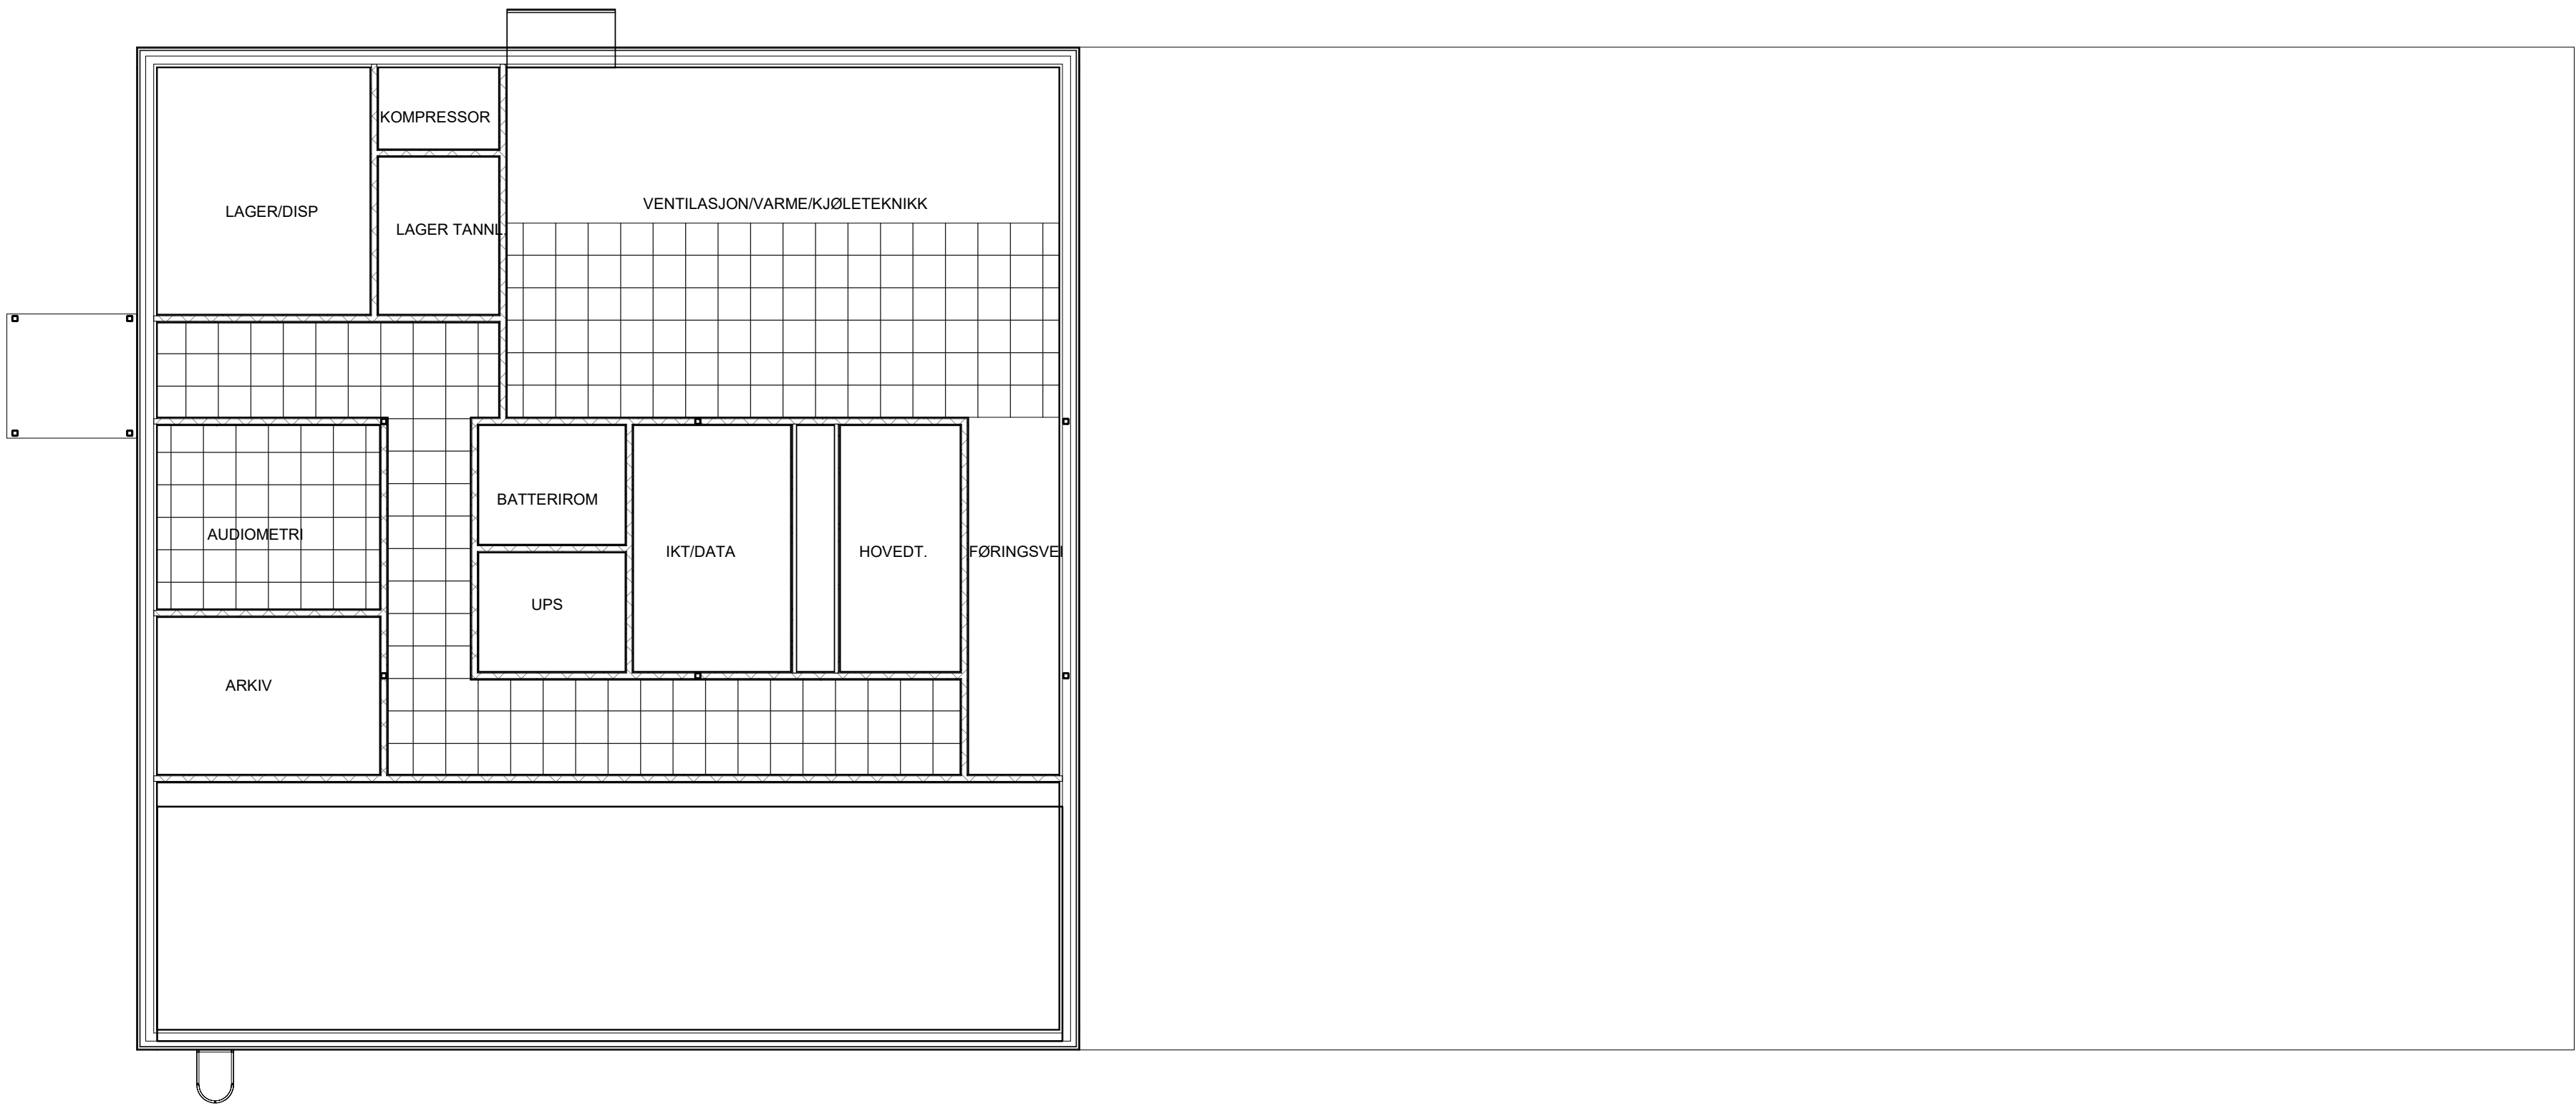 KOMPRESSOR
VENTILASJON/VARME/KJØLETEKNIKK
LAGER/DISP
LAGER TANNL.
BATTERIROM
AUDIOMETRI
IKT/DATA
HOVEDT.
FØRINGSVEI
UPS
ARKIV